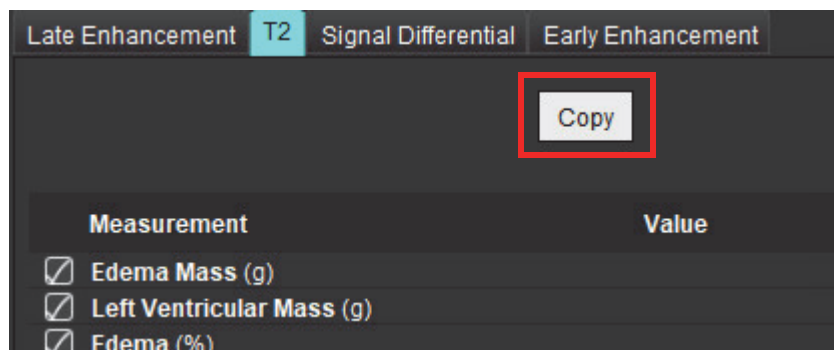 Late Enhancement T2 Signal Differential Early Enhancement
Copy
Measurement Value
Edema Mass (g)
Left Ventricular Mass (g)
Edema (%)